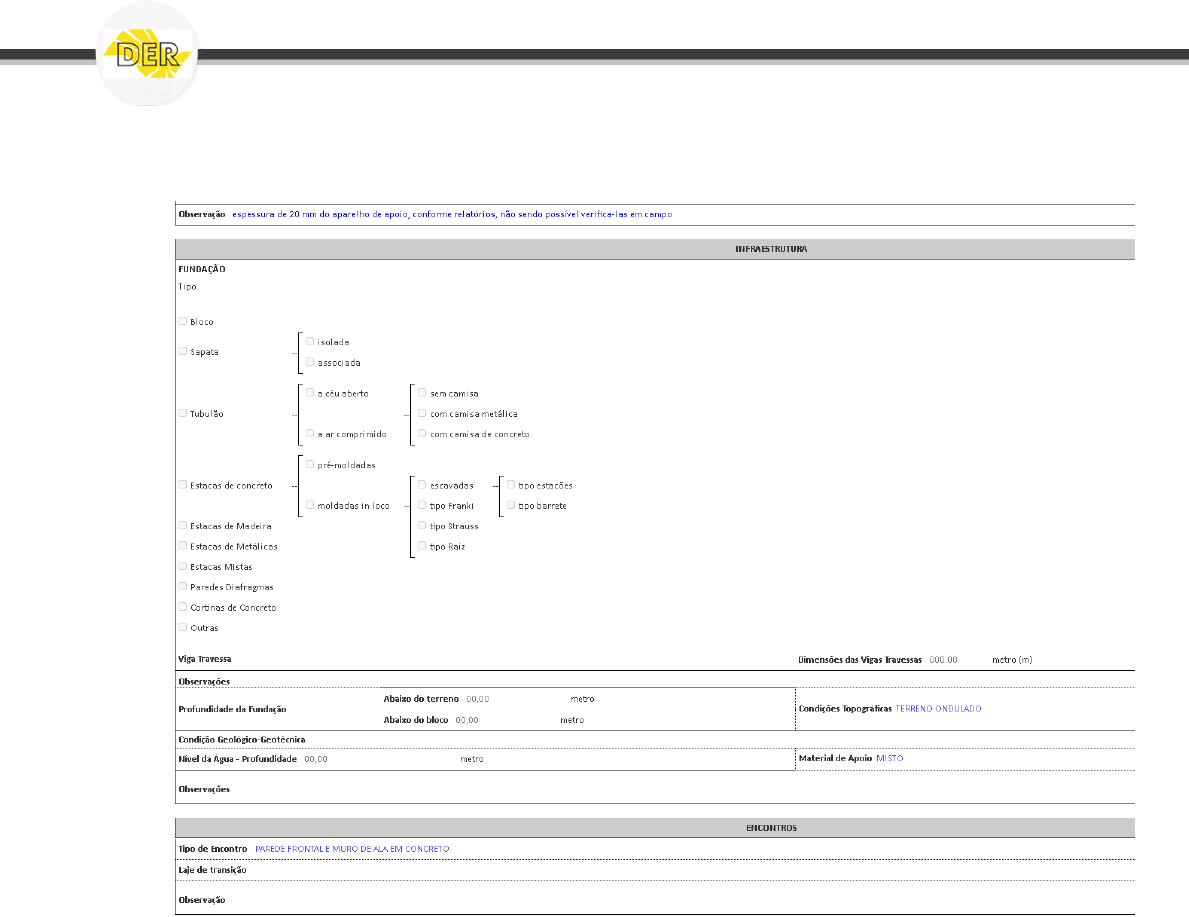 DER
Observação espessura de 20 mm do aparelho de apoio, conforme relatórios, não sendo possível verifica-las em campo
INFRAESTRUTURA
FUNDAÇÃO
Tipo
Bloco
isolada
Sapata
associada
a céu aberto sem camisa
Tubulão com camisa metálica
a ar comprimido com camisa de concreto
pré-moldadas
Estacas de concreto escavadas tipo estacões
moldadas in-loco tipo Franki tipo barrete
Estacas de Madeira tipo Strauss
Estacas de Metálicas tipo Raiz
Estacas Mistas
Paredes Diafragmas
Cortinas de Concreto
Outras
Viga Travessa Dimensões das Vigas Travessas 000.00 metro (m)
Observações
Abaixo do terreno 00,00 metro
Profundidade da Fundação Condições Topográficas TERRENO ONDULADO
Abaixo do bloco 00,00 metro
Condição Geológico-Geotécnica
Nível da Água - Profundidade 00,00 metro Material de Apoio MISTO
Observações
ENCONTROS
Tipo de Encontro PAREDE FRONTAL E MURO DE ALA EM CONCRETO
Laje de transição
Observação